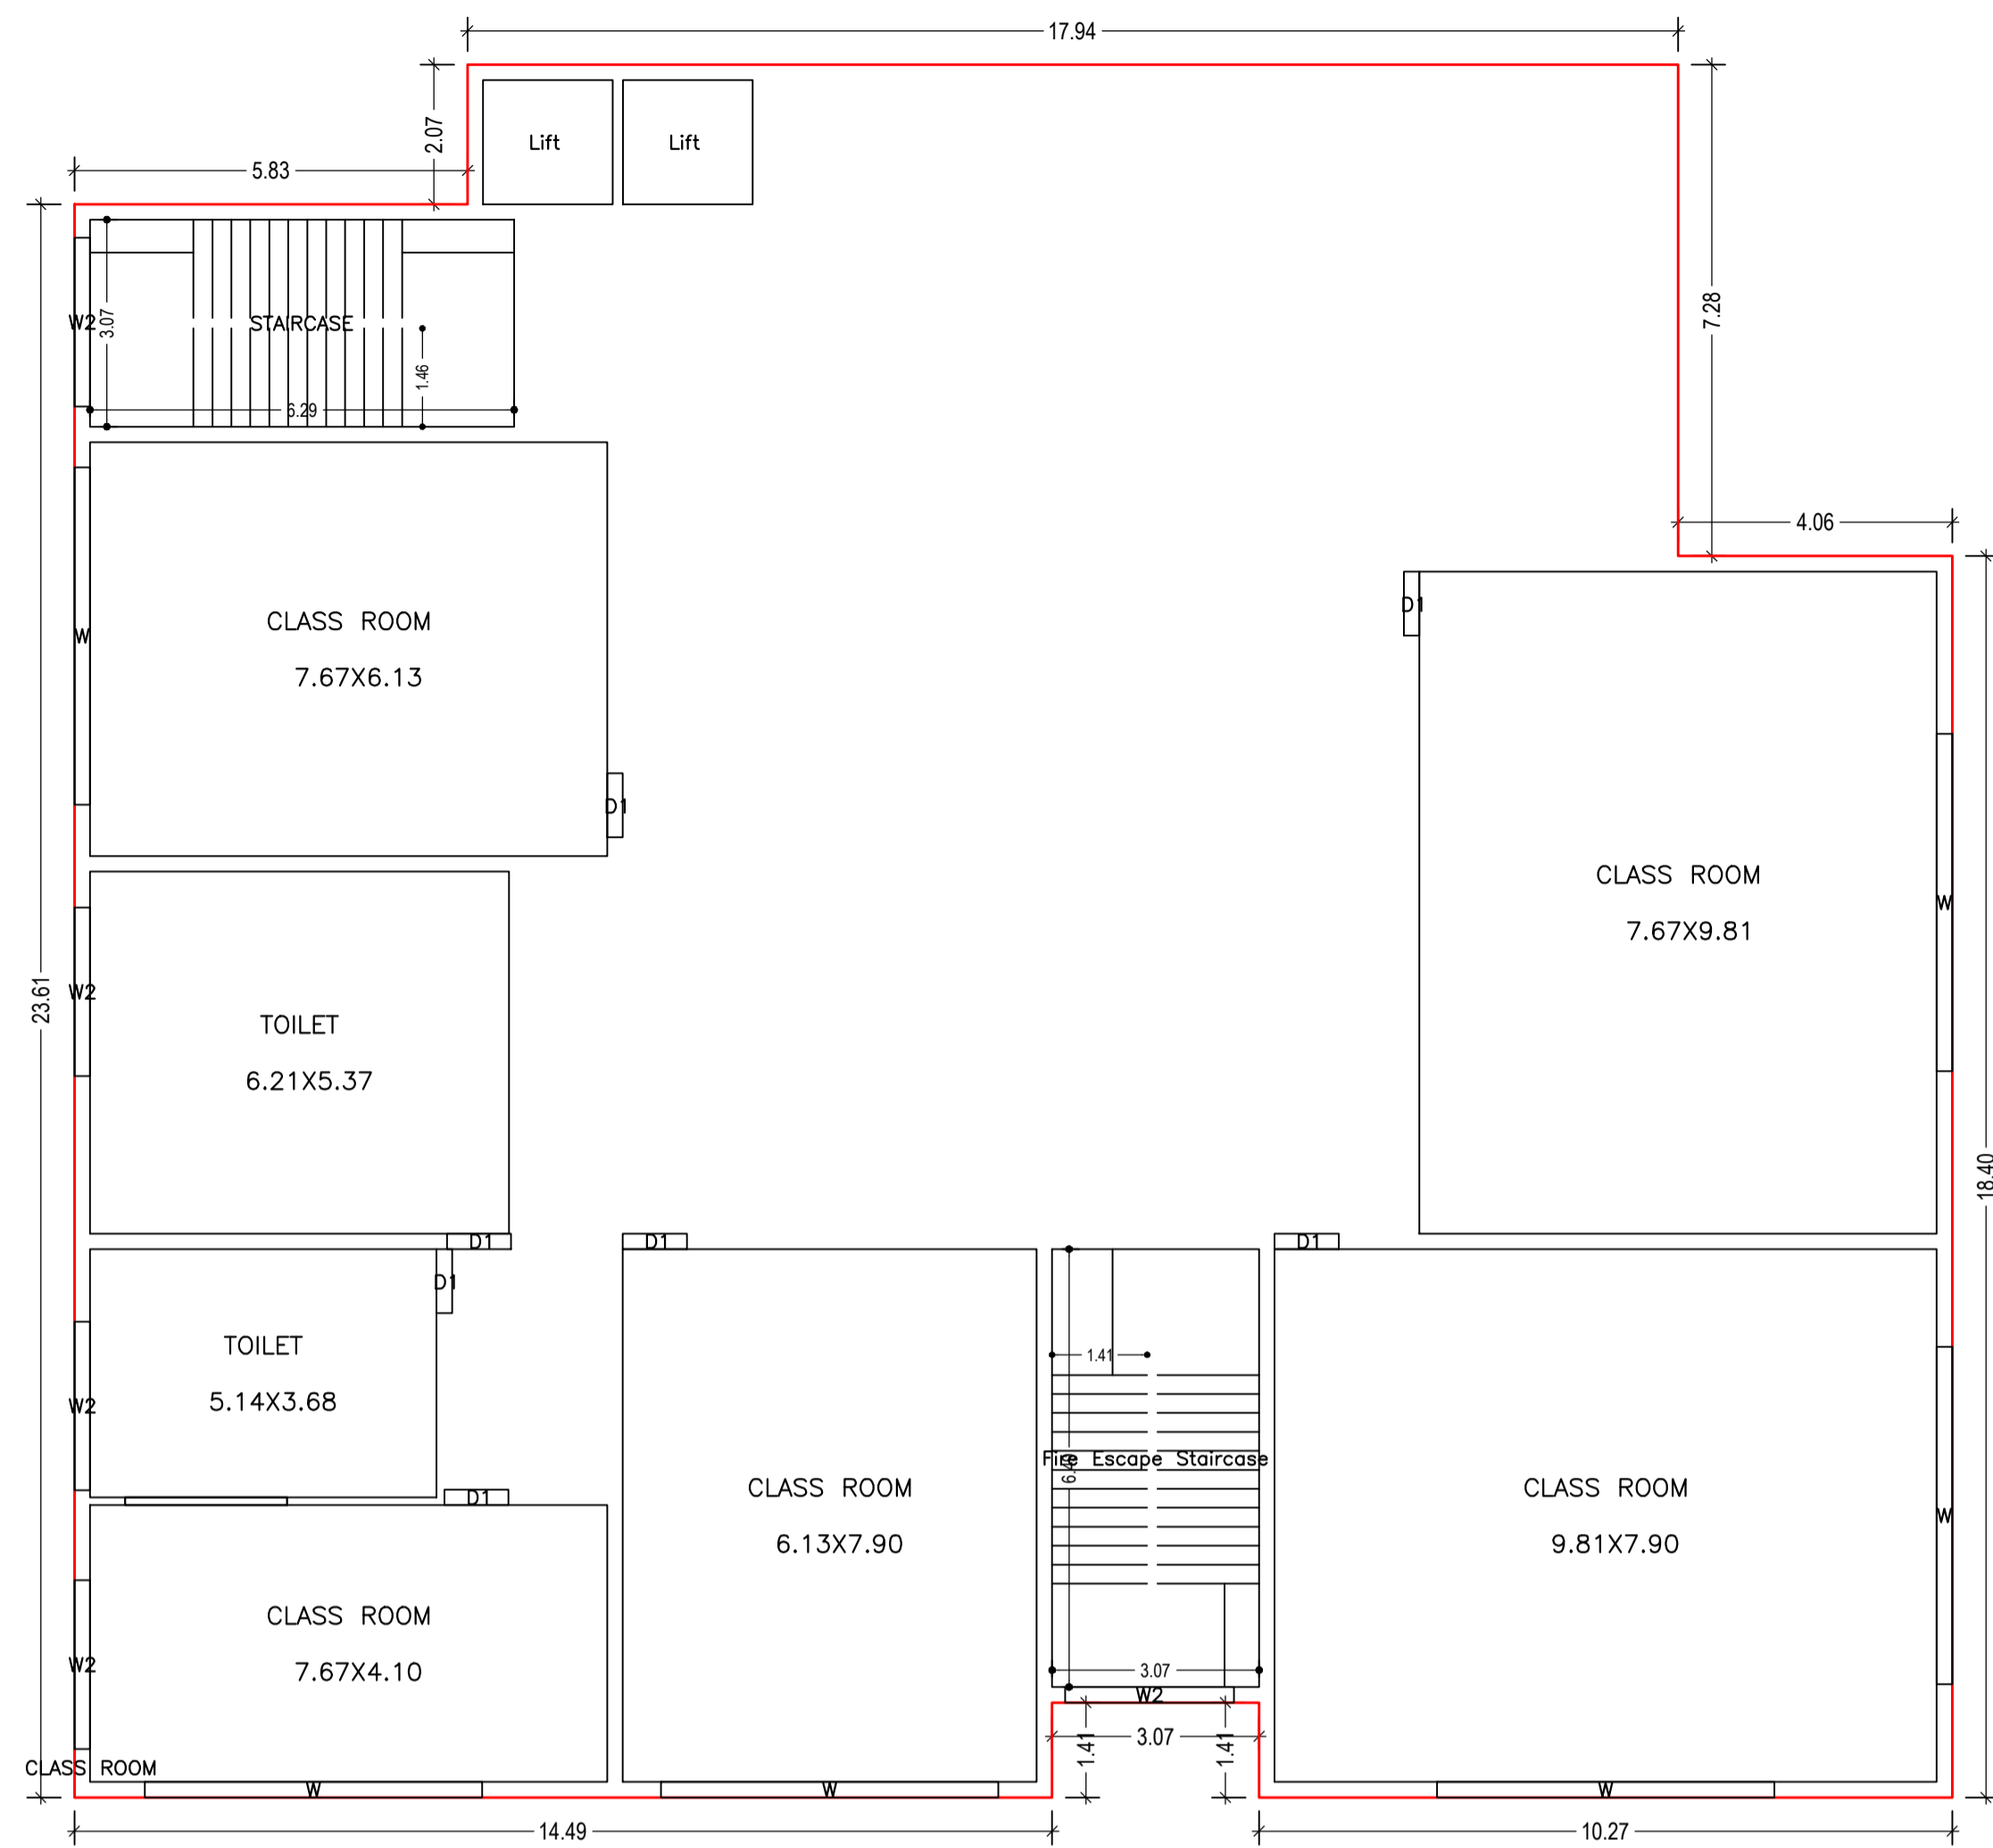 17.94
2.07
5.83
Lift
Lift
7.28
W2
3.07
STAIRCASE
1.46
6.29
4.06
D1
CLASS ROOM
7.67X6.13
W
D1
CLASS ROOM
7.67X9.81
W
23.61
W2
TOILET
6.21X5.37
18.40
D1
D1
D1
D1
TOILET
5.14X3.68
W2
1.41
6.49
Fire Escape Staircase
D1
CLASS ROOM
6.13X7.90
CLASS ROOM
9.81X7.90
W
CLASS ROOM
7.67X4.10
W2
3.07
W2
3.07
1.41
1.41
CLASS ROOM
W
W
W
14.49
10.27